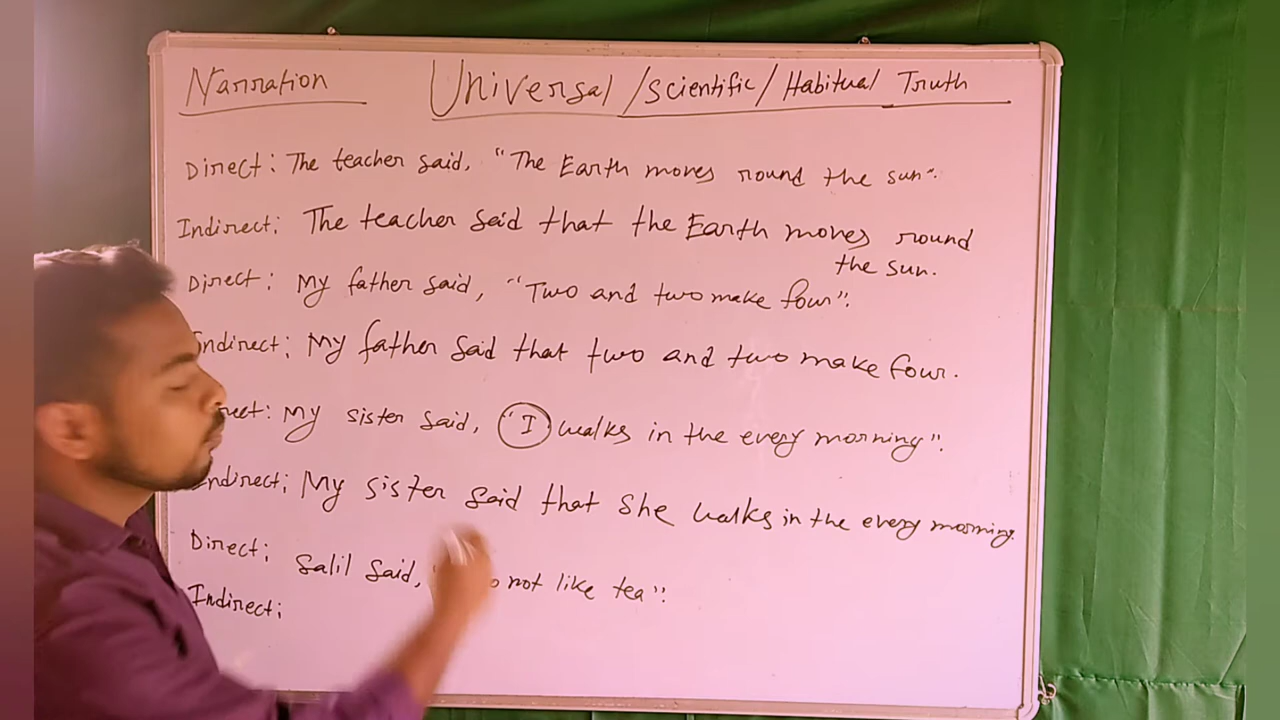 Narration Universal/Scientific/Habitual Truth
Direct: The teacher said, "The Earth moves round the sun".
Indirect: The teacher said that the Earth moves round
the sun.
Direct: My father said, "Two and two make four".
Indirect: My father said that two and two make four.
rect: My sister said, "I walks in the every morning".
Indirect: My sister said that she walks in the every morning.
Direct: Salil said, " not like tea".
Indirect: